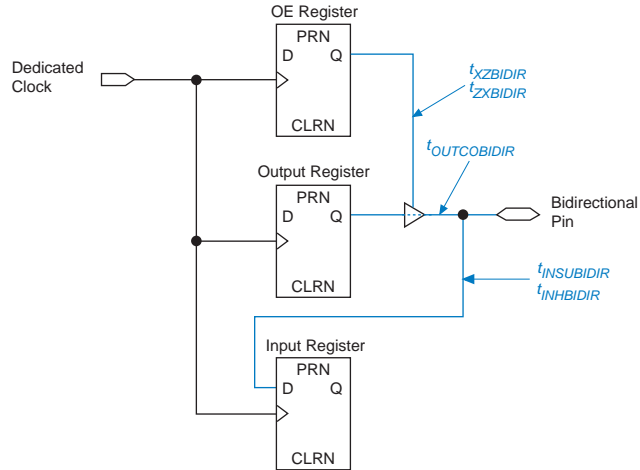 OE Register
PRN
D Q
CLRN
Dedicated
Clock
tXZBIDIR
tZXBIDIR
tOUTCOBIDIR
Output Register
PRN
D Q
CLRN
Bidirectional
Pin
tINSUBIDIR
tINHBIDIR
Input Register
PRN
D Q
CLRN